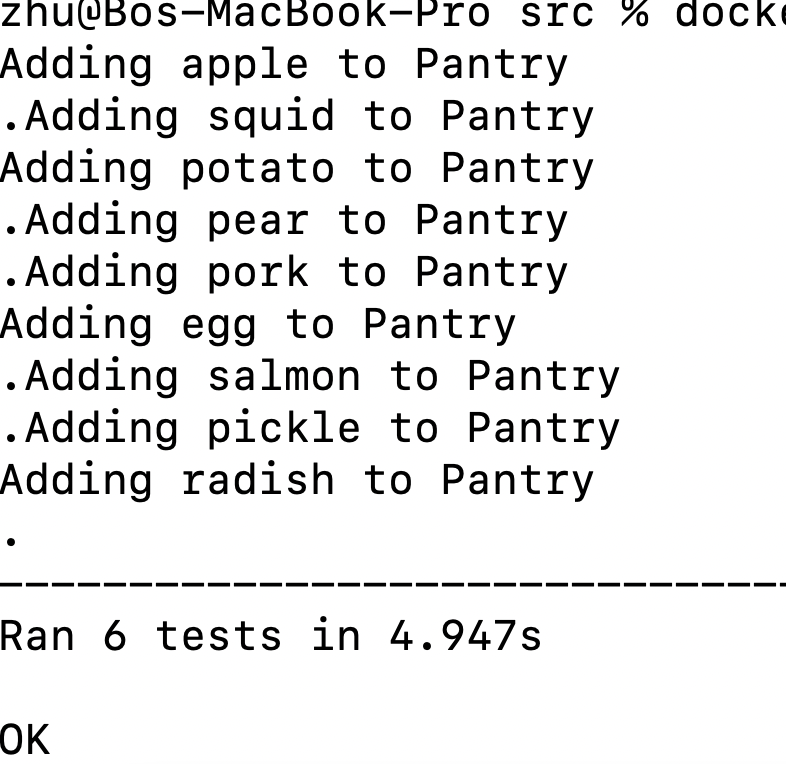 zhu@Bos-MacBook-Pro src % docke
Adding apple to Pantry
.Adding squid to Pantry
Adding potato to Pantry
.Adding pear to Pantry
.Adding pork to Pantry
Adding egg to Pantry
.Adding salmon to Pantry
.Adding pickle to Pantry
Adding radish to Pantry
.
------------------------------
Ran 6 tests in 4.947s
OK